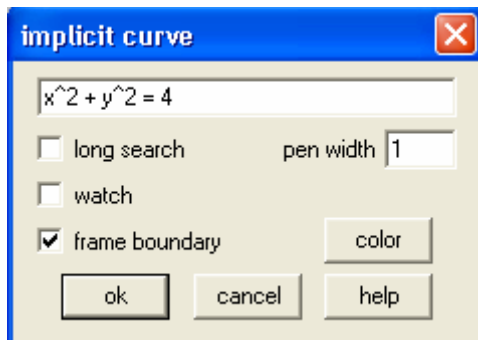 implicit curve
x^2 + y^2 = 4
long search pen width 1
watch
frame boundary color
ok cancel help